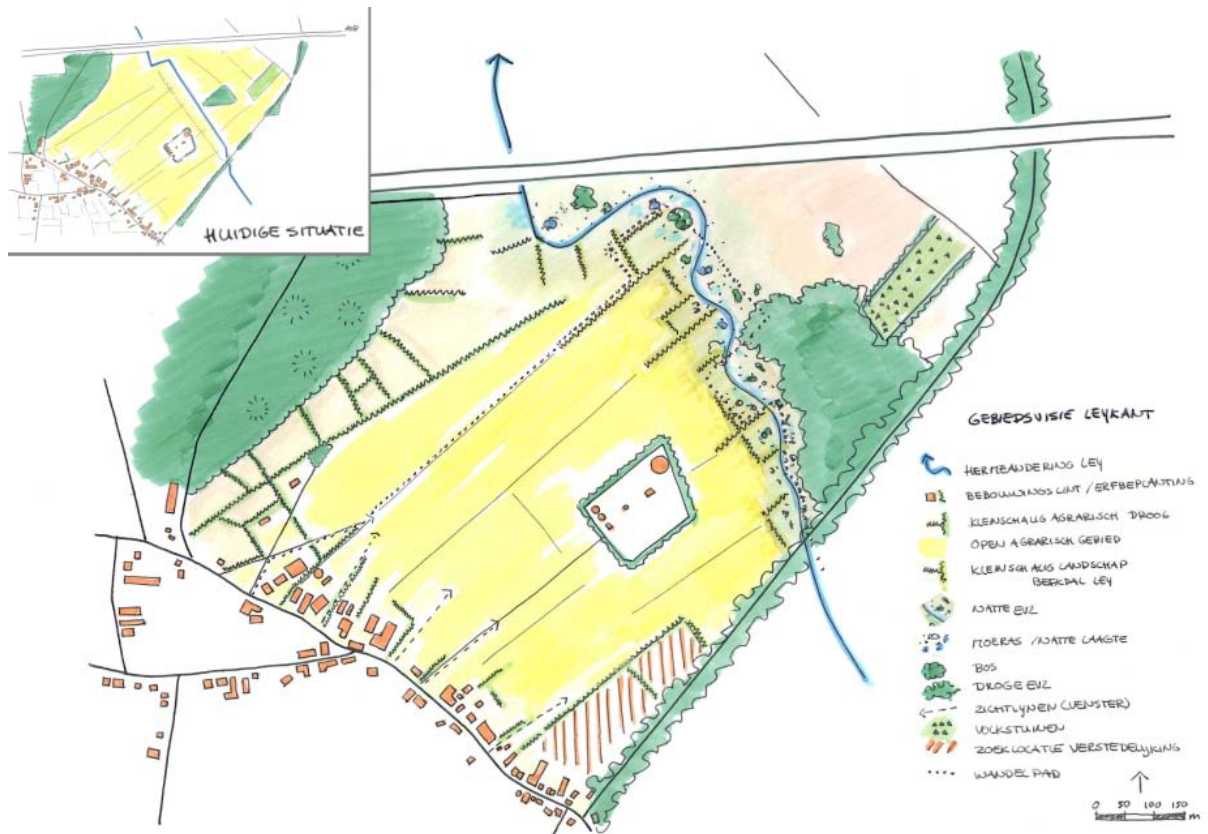 A58
HUIDIGE SITUATIE
GEBIEDSVISIE LEYKANT
HERMEANDERING LEY
BEBOUWINGSLINT / ERFBEPLANTING
KLEINSCHALIG AGRARISCH DROOG
OPEN AGRARISCH GEBIED
KLEINSCHALIG LANDSCHAP
BEEKDAL LEY
NATTE EVZ
MOERAS / NATTE LAAGTE
BOS
DROGE EVZ
ZICHTLIJNEN (VENSTER)
VOLKSTUINEN
ZOEKLOCATIE VERSTEDELIJKING
WANDELPAD
0 50 100 150 m